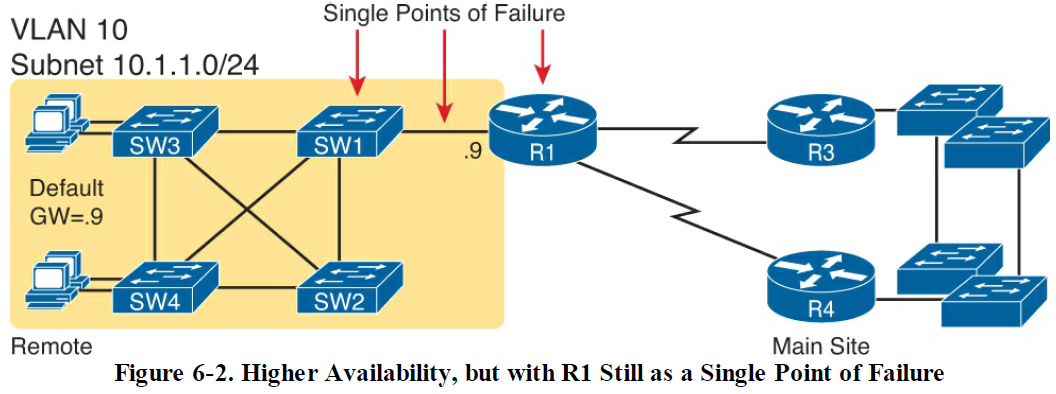 Single Points of Failure
VLAN 10
Subnet 10.1.1.0/24
SW3
SW1
.9
R1
R3
Default
GW=.9
SW4
SW2
R4
Remote
Main Site
Figure 6-2. Higher Availability, but with R1 Still as a Single Point of Failure